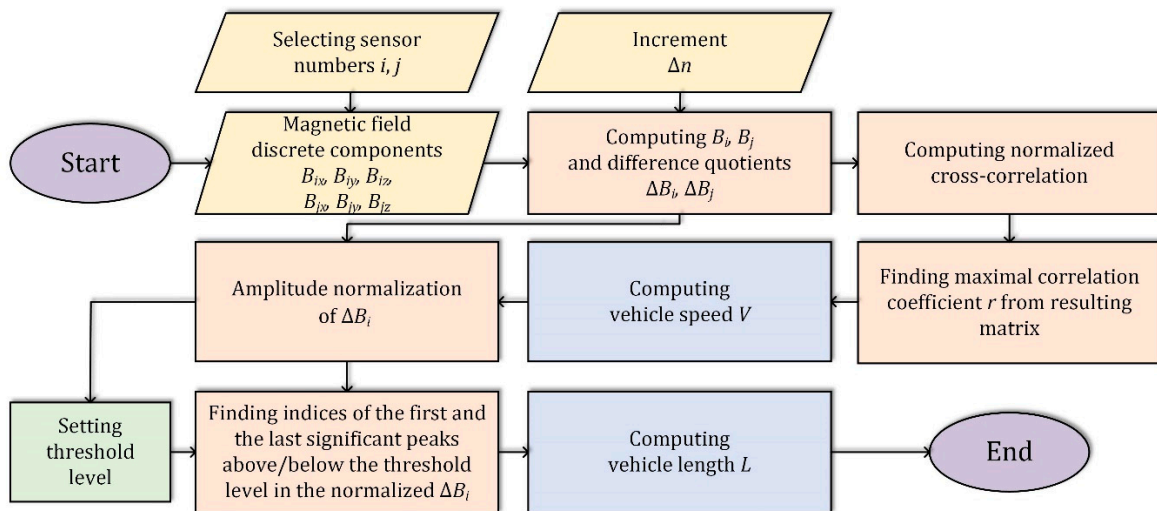 Selecting sensor
numbers i, j
Increment
Δn
Start
Magnetic field
discrete components
Bix, Biy, Biz,
Bjx, Bjy, Bjz
Computing Bi, Bj
and difference quotients
ΔBi, ΔBj
Computing normalized
cross-correlation
Amplitude normalization
of ΔBi
Computing
vehicle speed V
Finding maximal correlation
coefficient r from resulting
matrix
Setting
threshold
level
Finding indices of the first and
the last significant peaks
above/below the threshold
level in the normalized ΔBi
Computing
vehicle length L
End